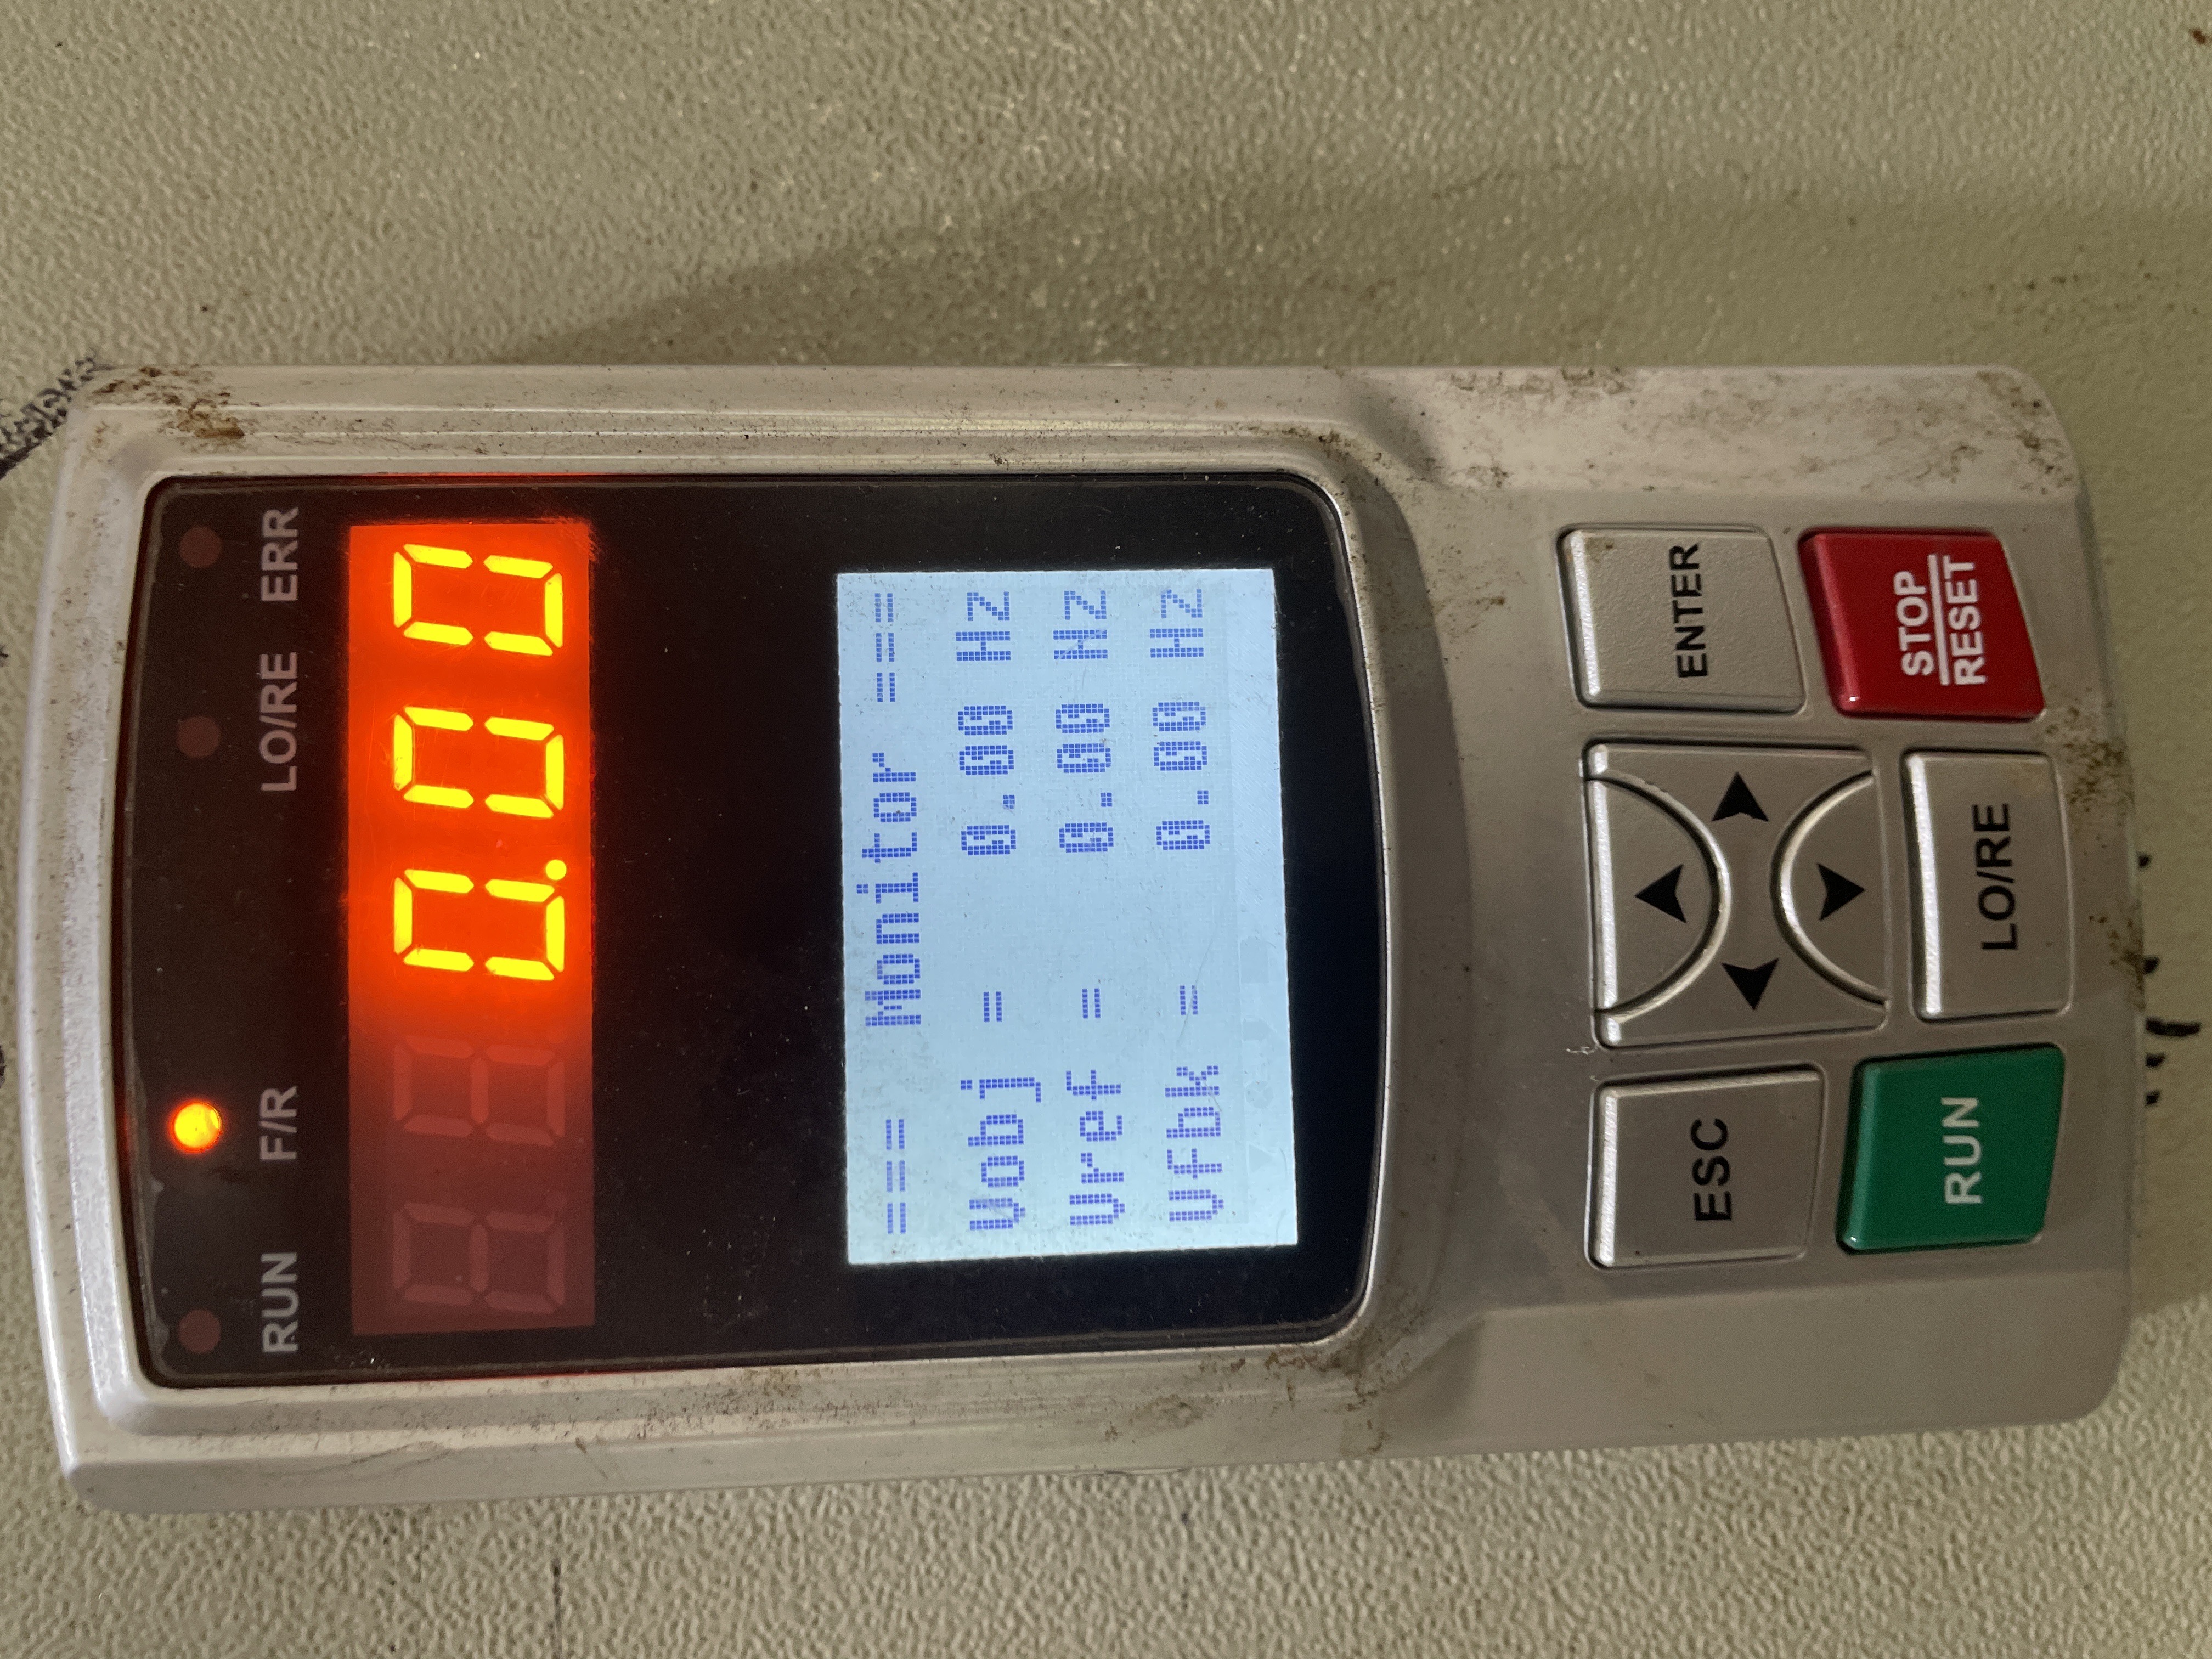 RUN F/R LO/RE ERR
0.00
=== Monitor ===
Vobj = 0.00 Hz
Vref = 0.00 Nz
Vfbk = 0.00 Hz
ESC ENTER
RUN LO/RE STOP
RESET